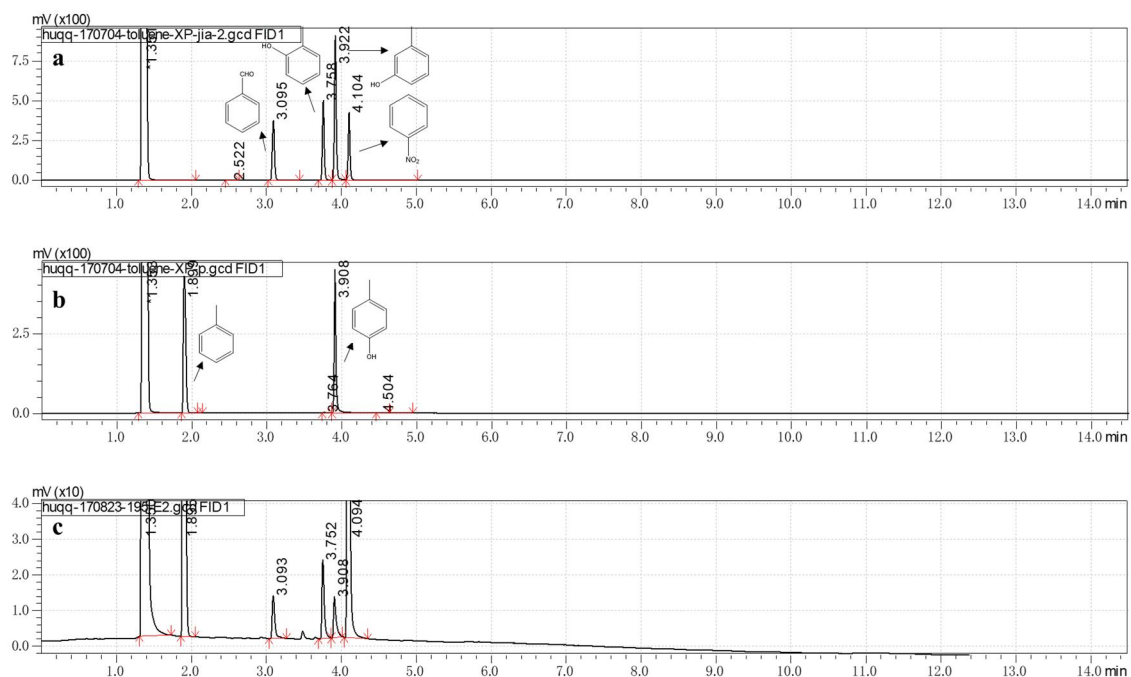 mV (x100)
huqq-170704-toluene-XP-jia-2.gcd FID1
a
7.5
5.0
2.5
0.0
2.522
CHO
3.095
HO
3.758
3.922
HO
4.104
NO₂
1.0 2.0 3.0 4.0 5.0 6.0 7.0 8.0 9.0 10.0 11.0 12.0 13.0 14.0 min
mV (x100)
b
2.5
0.0
1.899
3.764
3.908
OH
4.504
1.0 2.0 3.0 4.0 5.0 6.0 7.0 8.0 9.0 10.0 11.0 12.0 13.0 14.0 min
mV (x10)
c
4.0
3.0
2.0
1.0
0.0
3.093
3.752
3.908
4.094
1.0 2.0 3.0 4.0 5.0 6.0 7.0 8.0 9.0 10.0 11.0 12.0 13.0 14.0 min